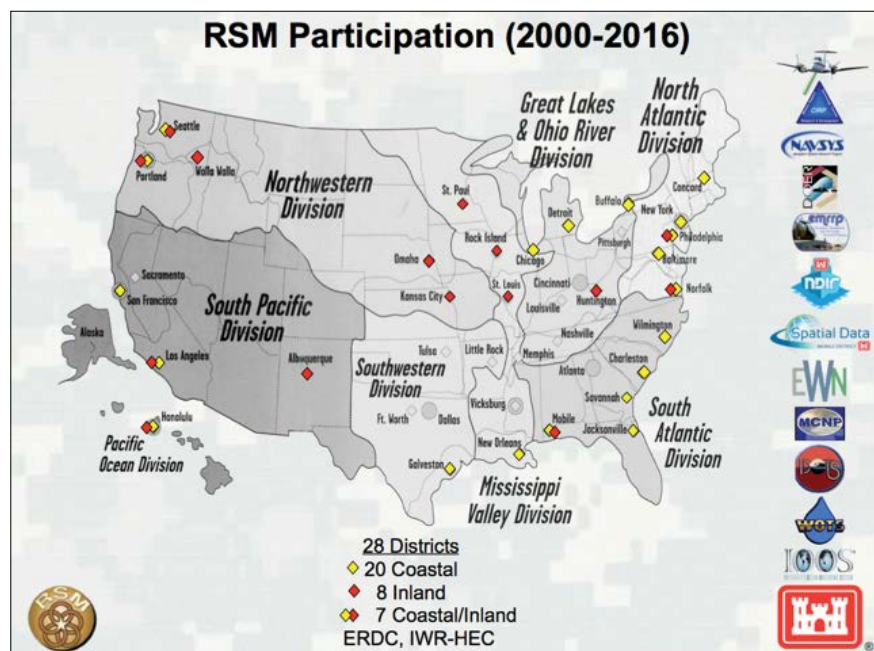 RSM Participation (2000-2016)
North
Atlantic
Division
Great Lakes
& Ohio River
Division
Northwestern
Division
South Pacific
Division
Southwestern
Division
Mississippi
Valley Division
South
Atlantic
Division
Pacific
Ocean Division
Alaska
Seattle
Portland
Walla Walla
Sacramento
San Francisco
Los Angeles
Albuquerque
Honolulu
St. Paul
Omaha
Rock Island
Kansas City
St. Louis
Chicago
Detroit
Buffalo
Concord
New York
Philadelphia
Pittsburgh
Baltimore
Norfolk
Cincinnati
Huntington
Louisville
Nashville
Wilmington
Tulsa
Little Rock
Memphis
Atlanta
Charleston
Savannah
Ft. Worth
Dallas
Vicksburg
Mobile
Jacksonville
New Orleans
Galveston
28 Districts
20 Coastal
8 Inland
7 Coastal/Inland
ERDC, IWR-HEC
RSM
NAVSYS
emrrp
NDIR
Spatial Data
EWN
MCNP
WOTS
IOOS
®